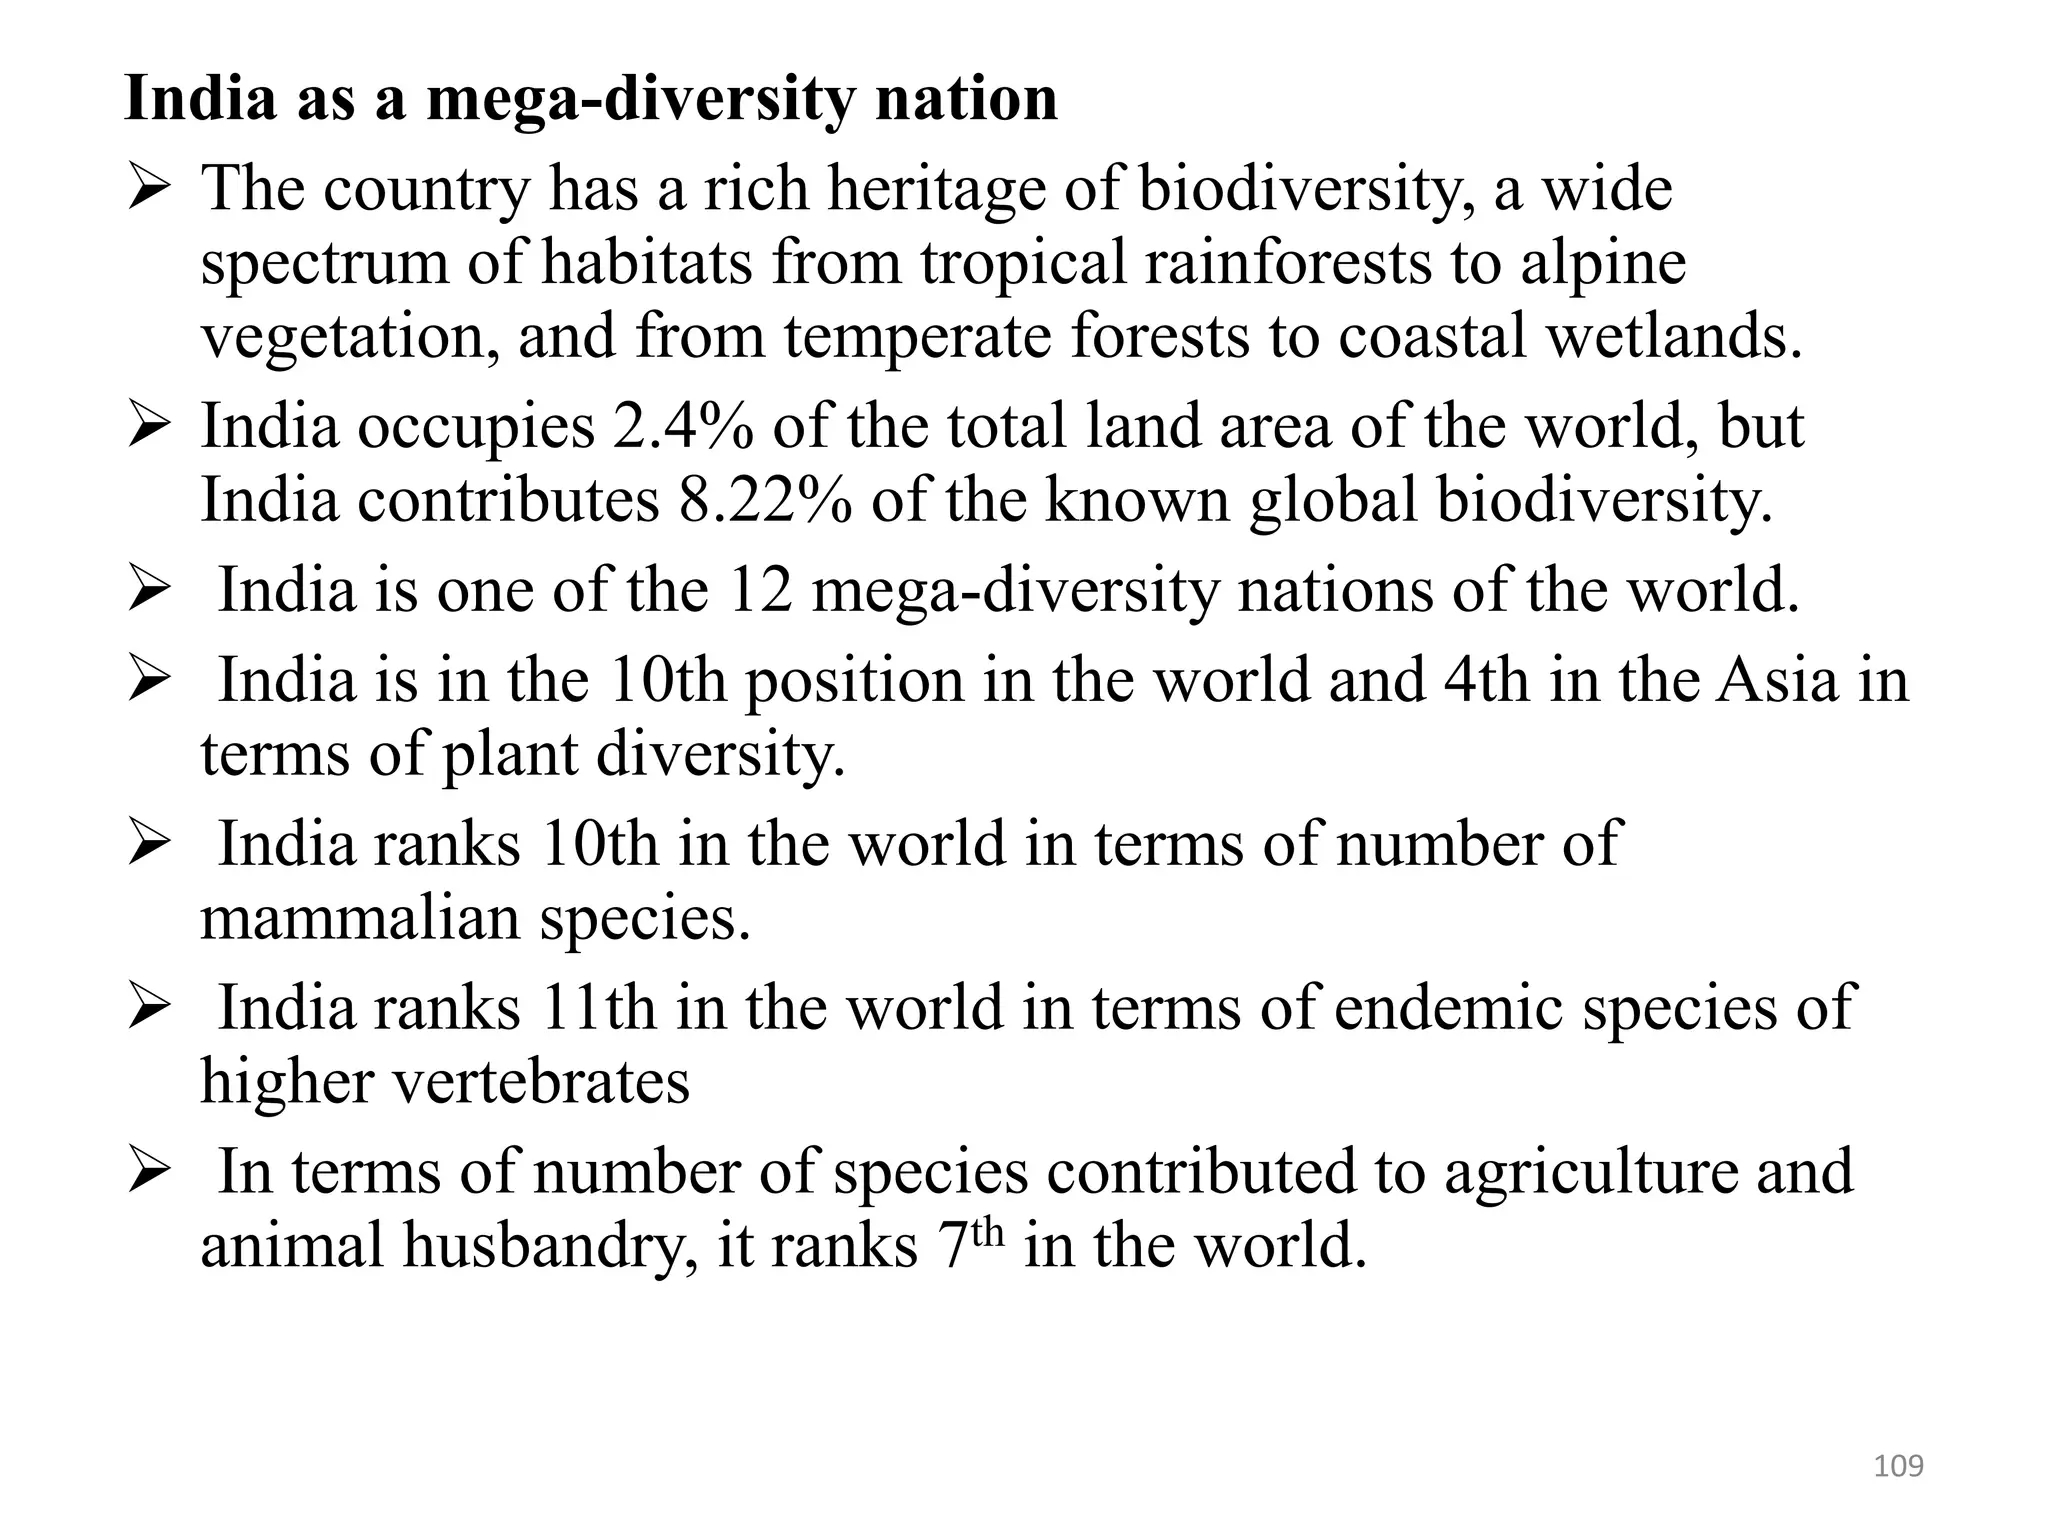 India as a mega-diversity nation
➢ The country has a rich heritage of biodiversity, a wide
spectrum of habitats from tropical rainforests to alpine
vegetation, and from temperate forests to coastal wetlands.
➢ India occupies 2.4% of the total land area of the world, but
India contributes 8.22% of the known global biodiversity.
➢ India is one of the 12 mega-diversity nations of the world.
➢ India is in the 10th position in the world and 4th in the Asia in
terms of plant diversity.
➢ India ranks 10th in the world in terms of number of
mammalian species.
➢ India ranks 11th in the world in terms of endemic species of
higher vertebrates
➢ In terms of number of species contributed to agriculture and
animal husbandry, it ranks 7th in the world.
109